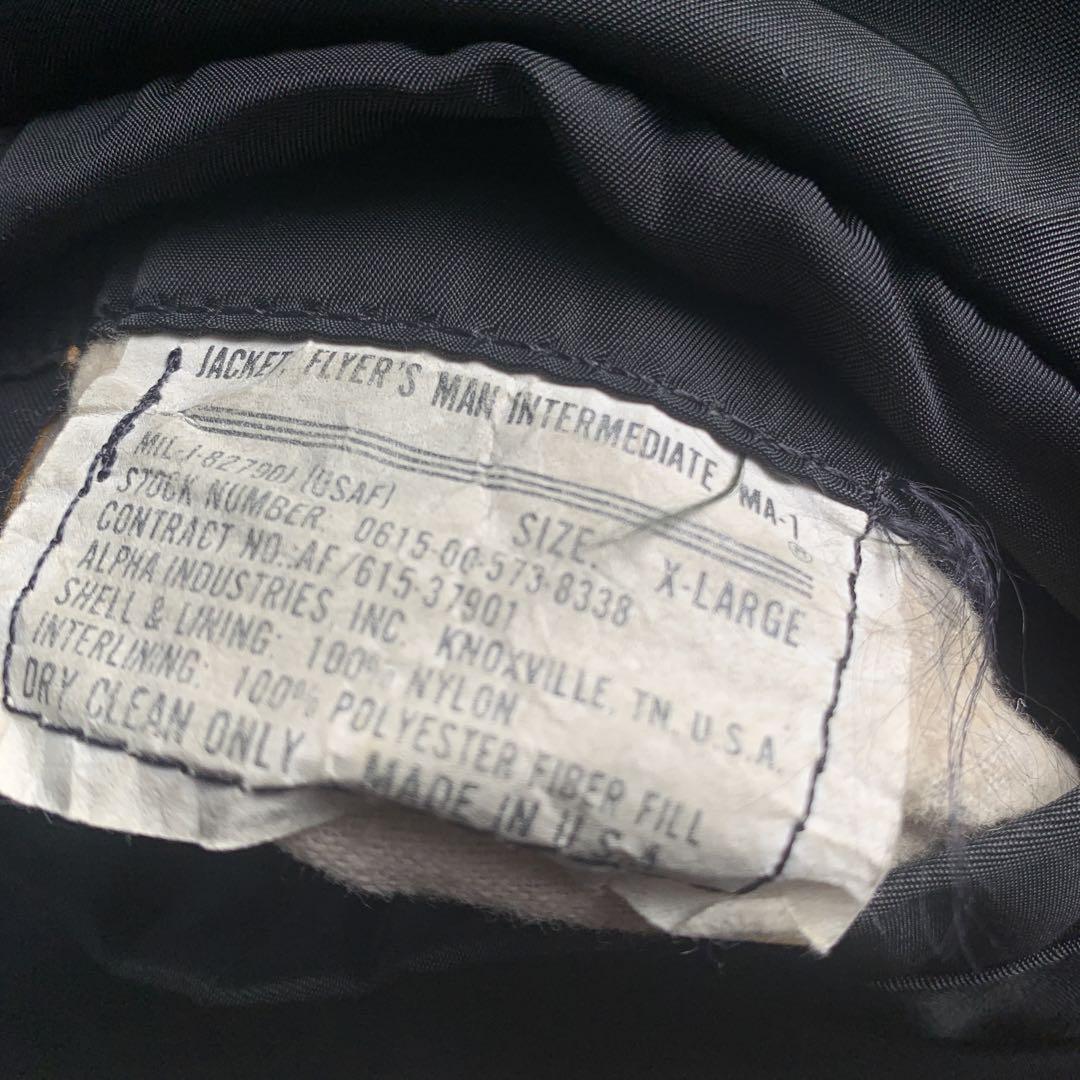 JACKET, FLYER'S MAN INTERMEDIATE MA-1®
MIL-J-82790J (USAF) SIZE. X-LARGE
STOCK NUMBER. 0615-00-573-8338
CONTRACT NO.:AF/615-37901
ALPHA INDUSTRIES INC. KNOXVILLE, TN. U.S.A.
SHELL & LINING: 100% NYLON
INTERLINING: 100% POLYESTER FIBER FILL
DRY CLEAN ONLY MADE IN U.S.A.